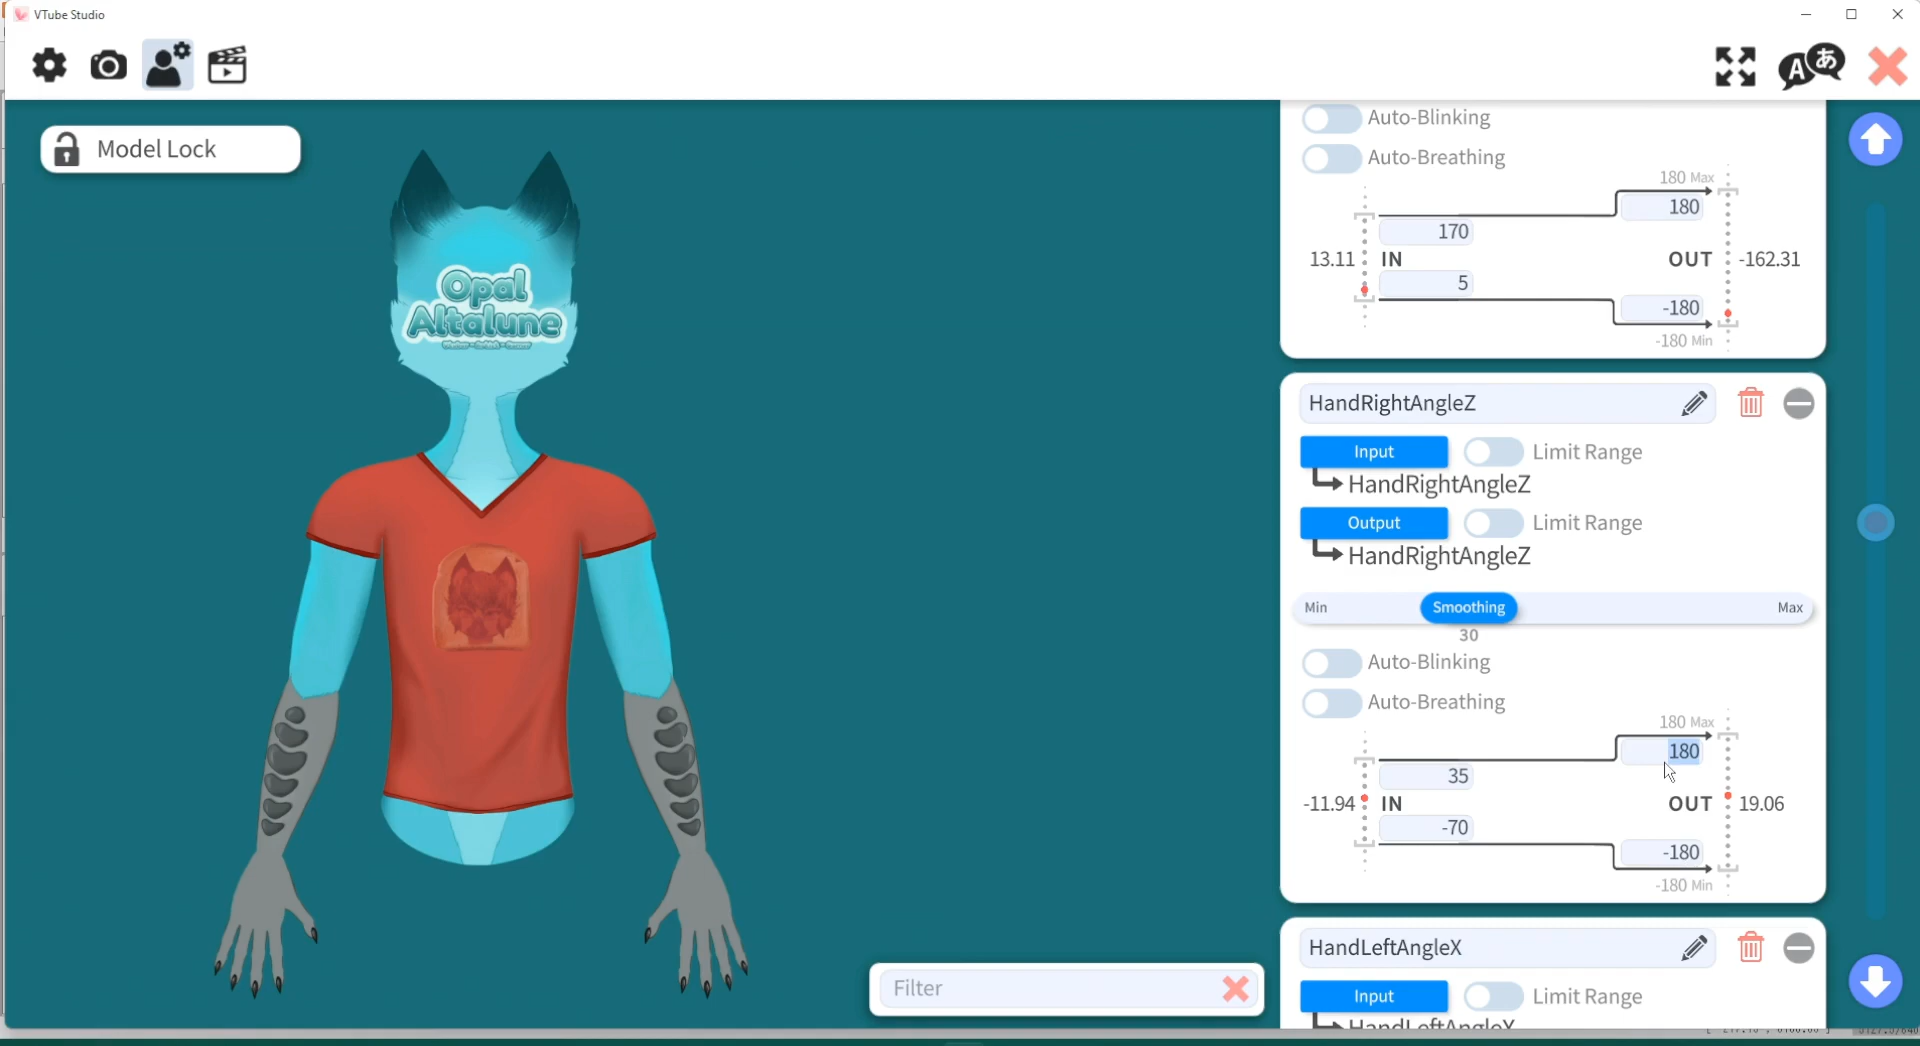 VTube Studio
A あ
Model Lock
Opal
Altalune
Auto-Blinking
Auto-Breathing
180 Max
180
170
13.11
IN
OUT
-162.31
5
-180
-180 Min
HandRightAngleZ
Input
Limit Range
HandRightAngleZ
Output
Limit Range
HandRightAngleZ
Min
Smoothing
Max
30
Auto-Blinking
Auto-Breathing
180 Max
180
35
-11.94
IN
OUT
19.06
-70
-180
-180 Min
HandLeftAngleX
Input
Limit Range
HandLeftAngleX
Filter